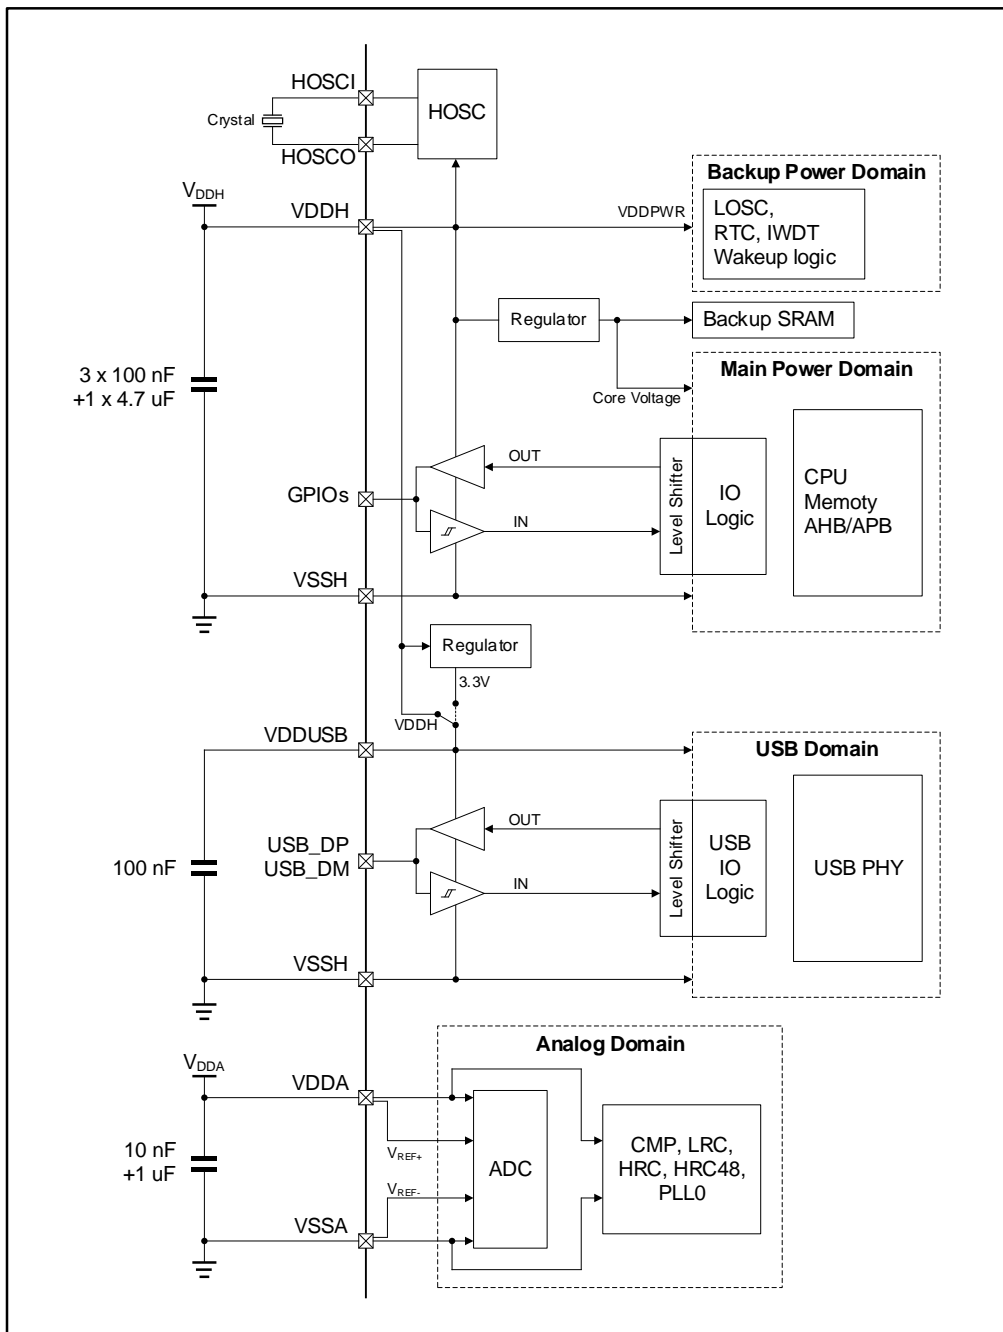 HOSCI
Crystal
HOSCO
HOSC
VDDH
VDDH
VDDPWR
Backup Power Domain
LOSC,
RTC, IWDT
Wakeup logic
Regulator
Backup SRAM
3 x 100 nF
+1 x 4.7 uF
Core Voltage
Main Power Domain
OUT
GPIOs
IN
Level Shifter
IO
Logic
CPU
Memoty
AHB/APB
VSSH
Regulator
3.3V
VDDH
VDDUSB
USB Domain
100 nF
USB_DP
USB_DM
OUT
IN
Level Shifter
USB
IO
Logic
USB PHY
VSSH
Analog Domain
VDDA
VDDA
10 nF
+1 uF
VREF+
VREF-
ADC
CMP, LRC,
HRC, HRC48,
PLL0
VSSA